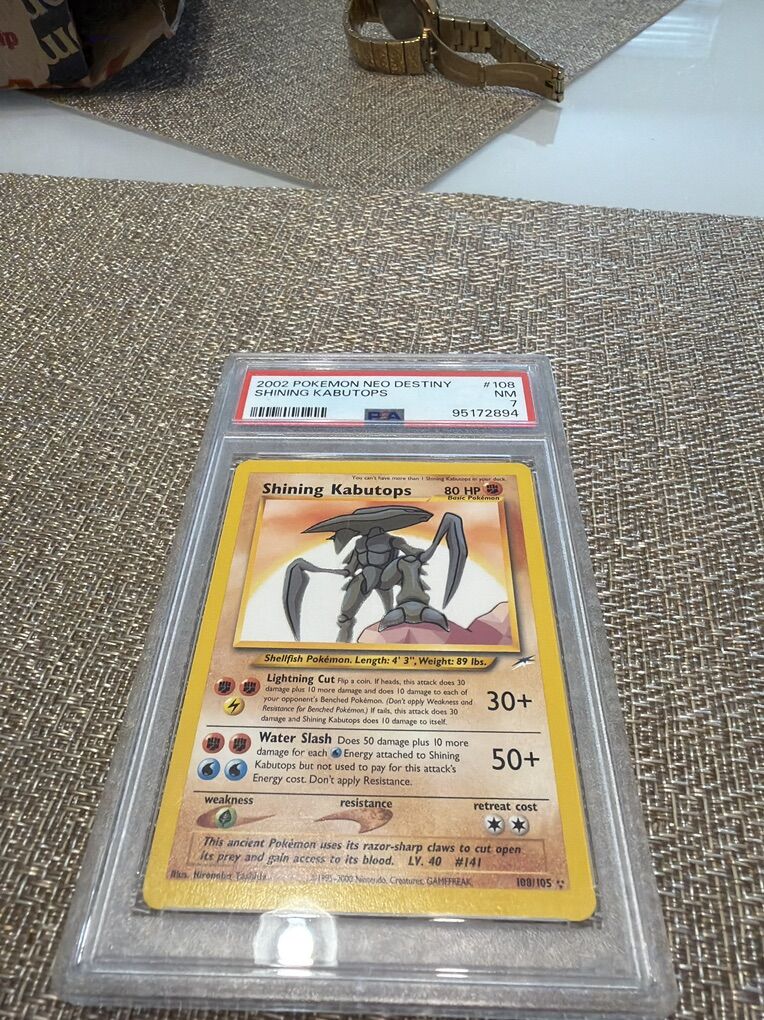 2002 POKEMON NEO DESTINY #108
SHINING KABUTOPS NM
7
PSA 95172894
You can't have more than 1 Shining Kabutops in your deck.
Shining Kabutops 80 HP
Basic Pokémon
Shellfish Pokémon. Length: 4' 3", Weight: 89 lbs.
Lightning Cut Flip a coin. If heads, this attack does 30
damage plus 10 more damage and does 10 damage to each of
your opponent's Benched Pokémon. (Don't apply Weakness and
Resistance for Benched Pokémon.) If tails, this attack does 30
damage and Shining Kabutops does 10 damage to itself.
30+
Water Slash Does 50 damage plus 10 more
damage for each Energy attached to Shining
Kabutops but not used to pay for this attack's
Energy cost. Don't apply Resistance.
50+
weakness resistance retreat cost
This ancient Pokémon uses its razor-sharp claws to cut open
its prey and gain access to its blood. LV. 40 #141
Illus. Hironobu Yoshida ©1995-2000 Nintendo, Creatures, GAMEFREAK. 108/105